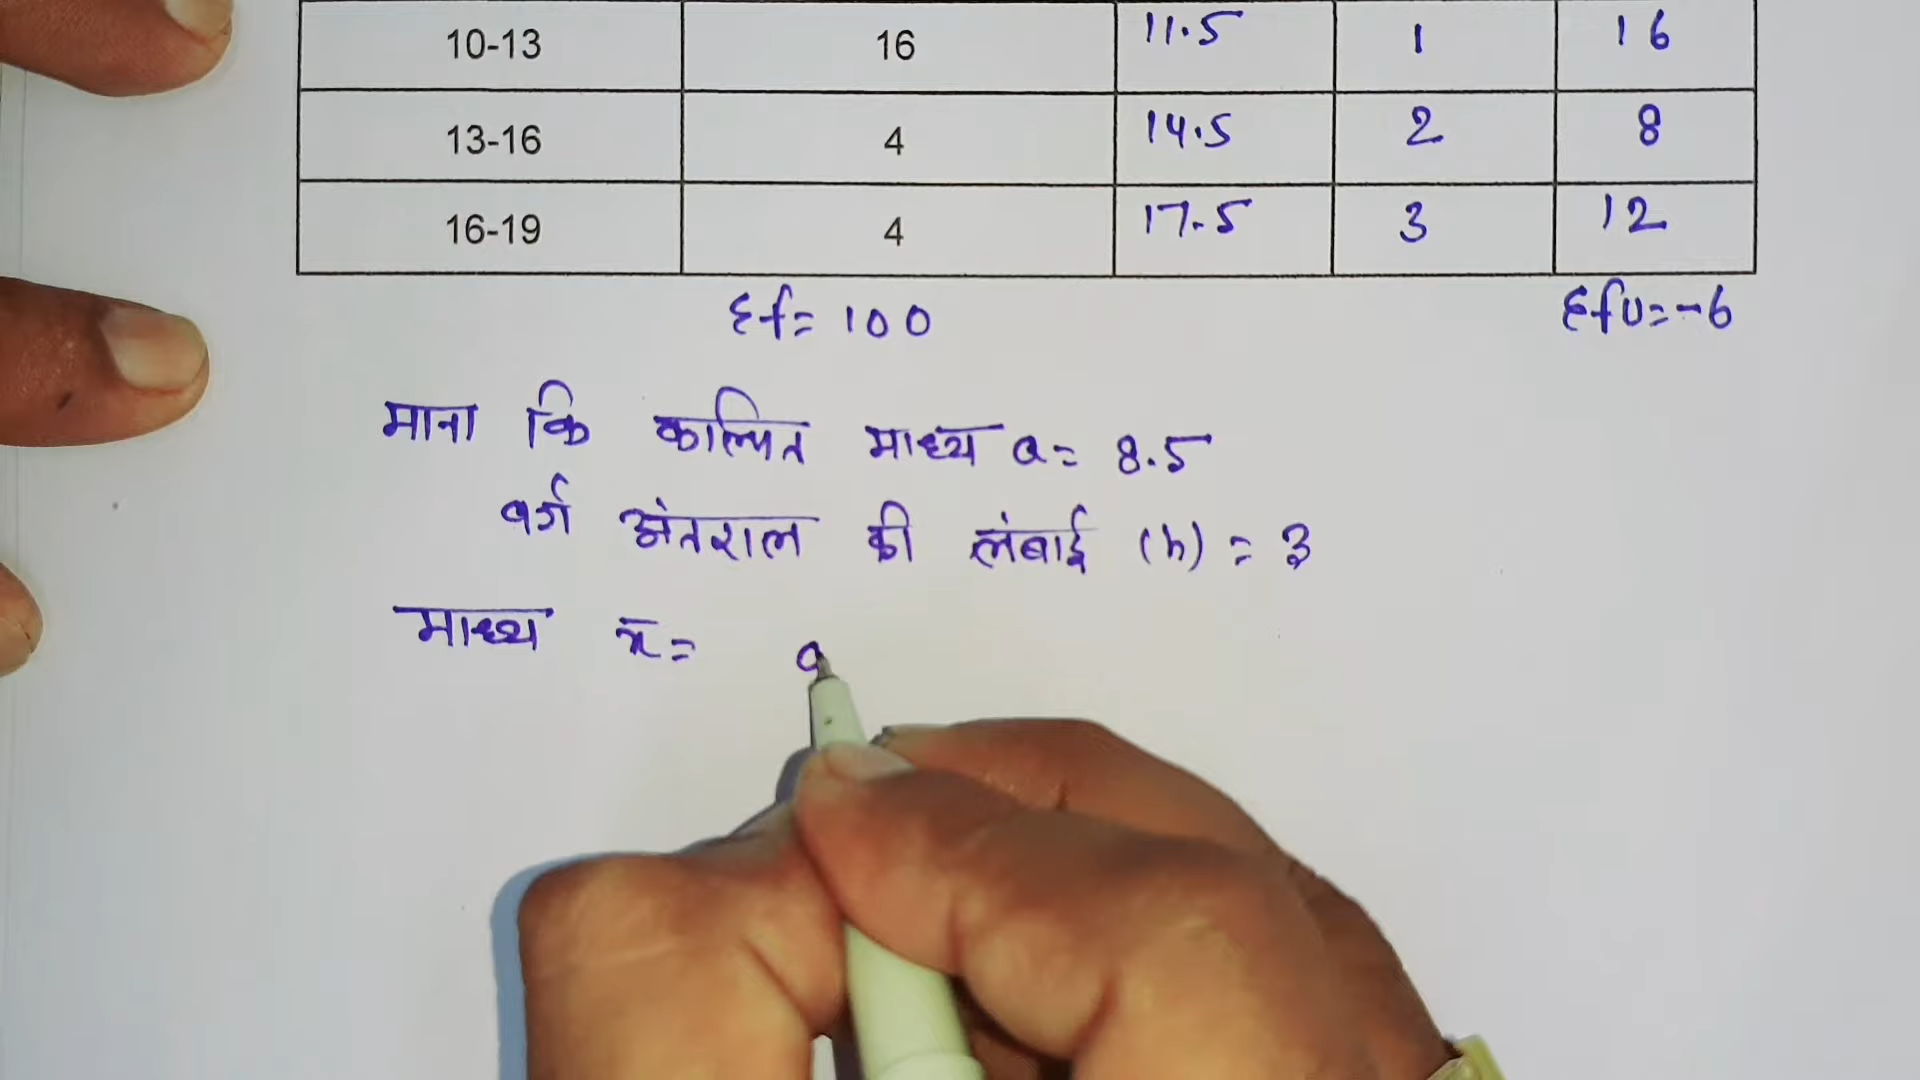 10-13 16 11.5 1 16
13-16 4 14.5 2 8
16-19 4 17.5 3 12
Σf= 100 Σfu=-6
माना कि कल्पित माध्य a= 8.5
वर्ग अंतराल की लंबाई (h) = 3
माध्य x̄= a